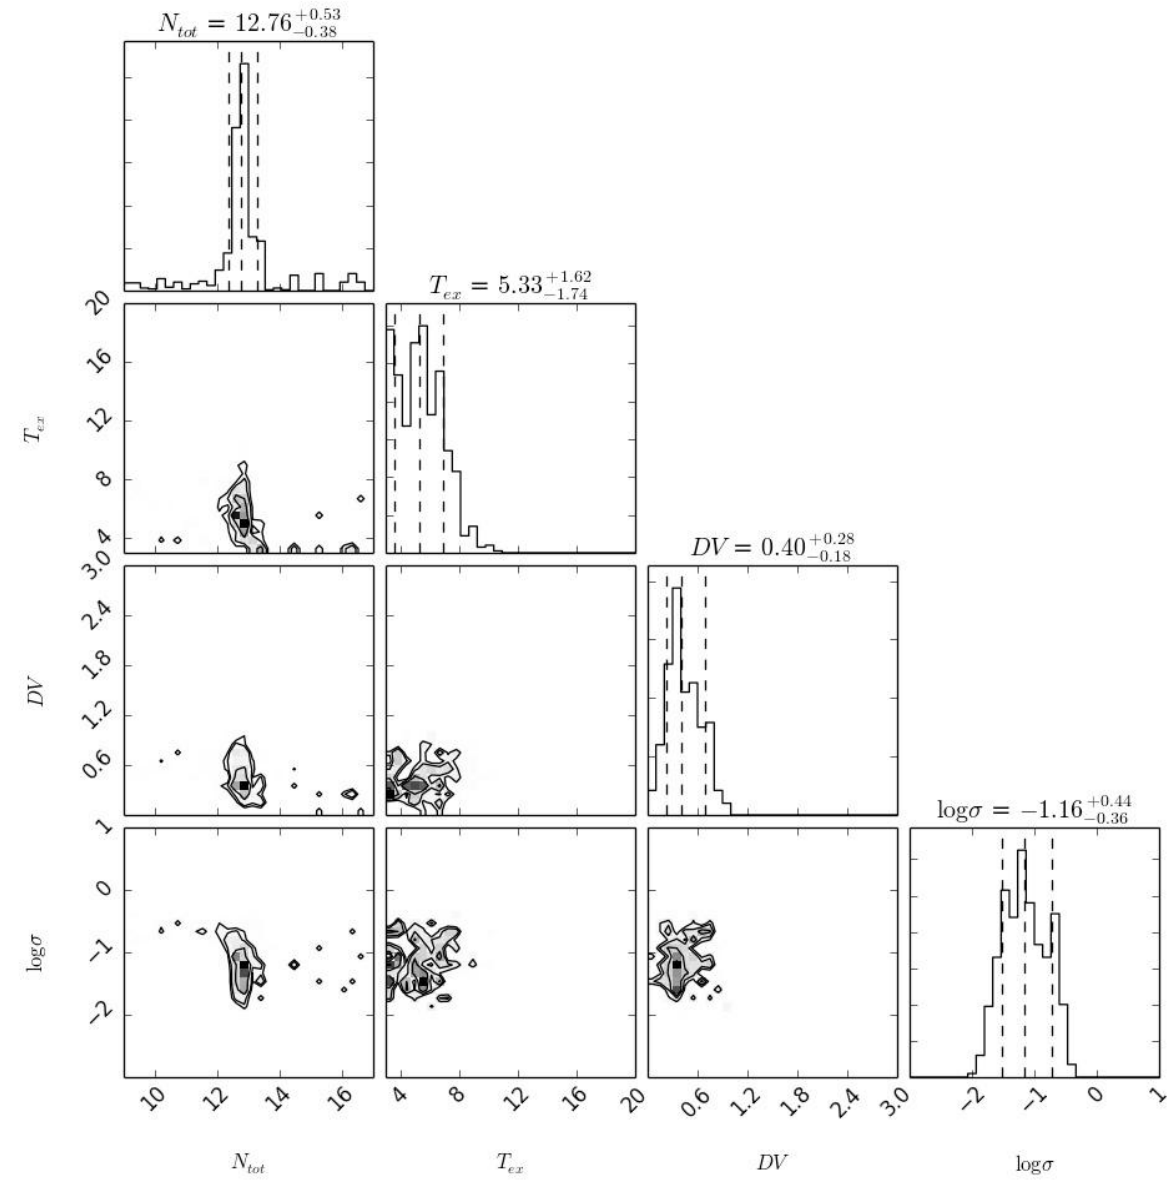 N_tot = 12.76 +0.53 −0.38
T_ex = 5.33 +1.62 −1.74
20
16
12
8
4
T_ex
DV = 0.40 +0.28 −0.18
3.0
3.0
2.4
1.8
1.2
0.6
DV
logσ = −1.16 +0.44 −0.36
1
0
−1
−2
logσ
10 12 14 16 4 8 12 16 20 0.6 1.2 1.8 2.4 3.0 −2 −1 0 1
N_tot T_ex DV logσ